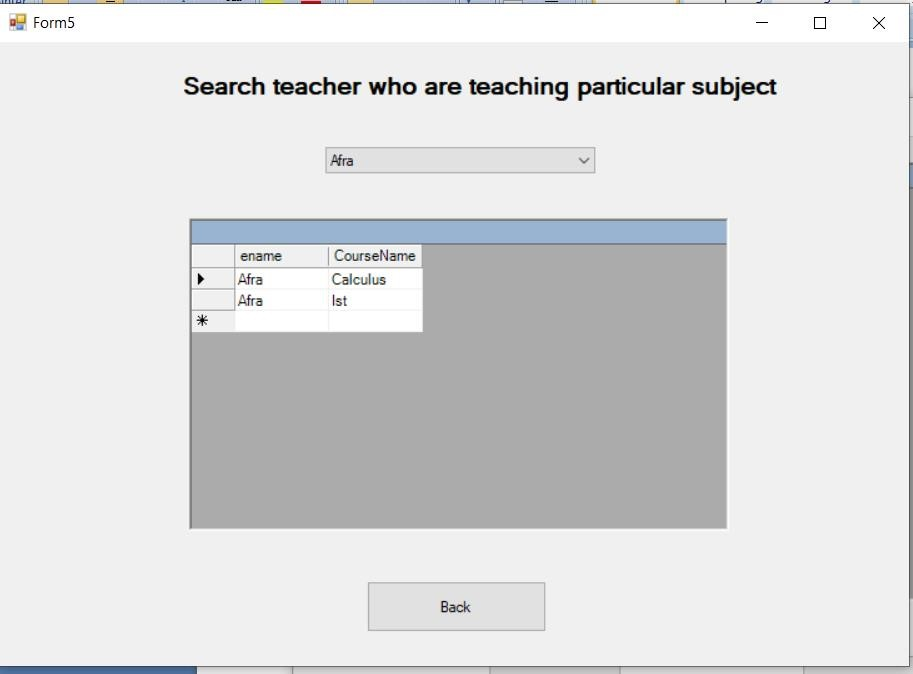 Form5
Search teacher who are teaching particular subject
Afra
ename CourseName
Afra Calculus
Afra Ist
Back